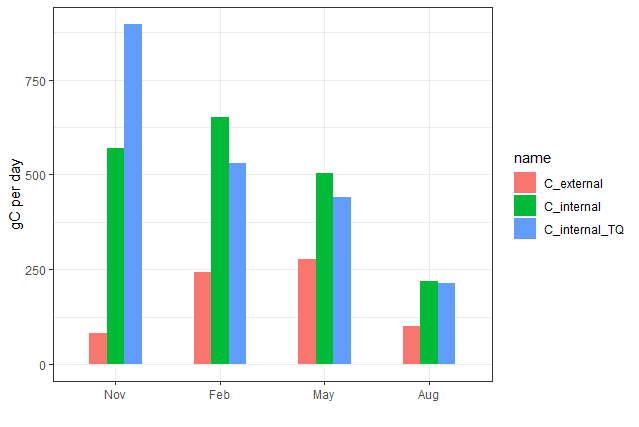 gC per day
750
500
250
0
Nov Feb May Aug
name
C_external
C_internal
C_internal_TQ